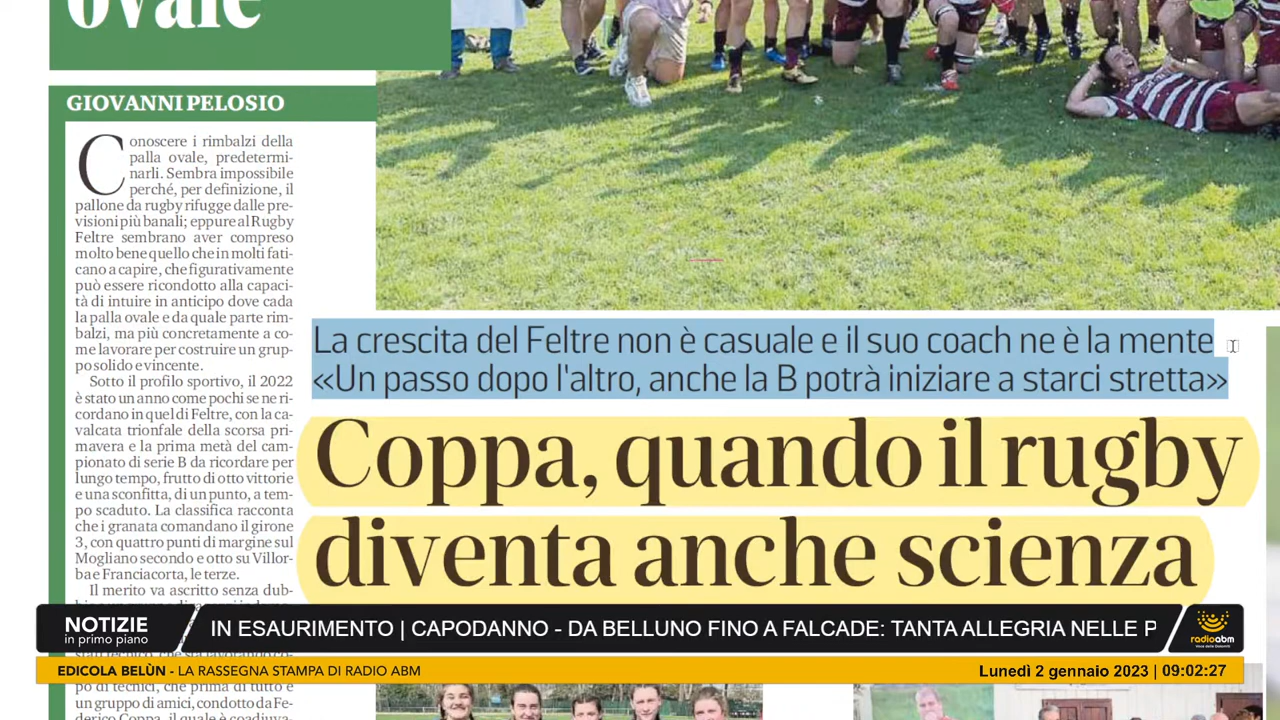 ovale
GIOVANNI PELOSIO
Conoscere i rimbalzi della
palla ovale, predetermi-
narli. Sembra impossibile
perché, per definizione, il
pallone da rugby rifugge dalle pre-
visioni più banali; eppure al Rugby
Feltre sembrano aver compreso
molto bene quello che in molti fati-
cano a capire, che figurativamente
può essere ricondotto alla capaci-
tà di intuire in anticipo dove cada
la palla ovale e da quale parte rim-
balzi, ma più concretamente a co-
me lavorare per costruire un grup-
po solido e vincente.
Sotto il profilo sportivo, il 2022
è stato un anno come pochi se ne ri-
cordano in quel di Feltre, con la ca-
valcata trionfale della scorsa pri-
mavera e la prima metà del cam-
pionato di serie B da ricordare per
lungo tempo, frutto di otto vittorie
e una sconfitta, di un punto, a tem-
po scaduto. La classifica racconta
che i granata comandano il girone
3, con quattro punti di margine sul
Mogliano secondo e otto su Villor-
ba e Franciacorta, le terze.
Il merito va ascritto senza dub-
po di tecnici, che prima di tutto è
un gruppo di amici, condotto da Fe-
derico Coppa, il quale è coadiuva-
La crescita del Feltre non è casuale e il suo coach ne è la mente
«Un passo dopo l'altro, anche la B potrà iniziare a starci stretta»
Coppa, quando il rugby
diventa anche scienza
NOTIZIE
in primo piano
IN ESAURIMENTO | CAPODANNO - DA BELLUNO FINO A FALCADE: TANTA ALLEGRIA NELLE P
radioabm
Voce delle Dolomiti
EDICOLA BELÙN - LA RASSEGNA STAMPA DI RADIO ABM
Lunedì 2 gennaio 2023 | 09:02:27